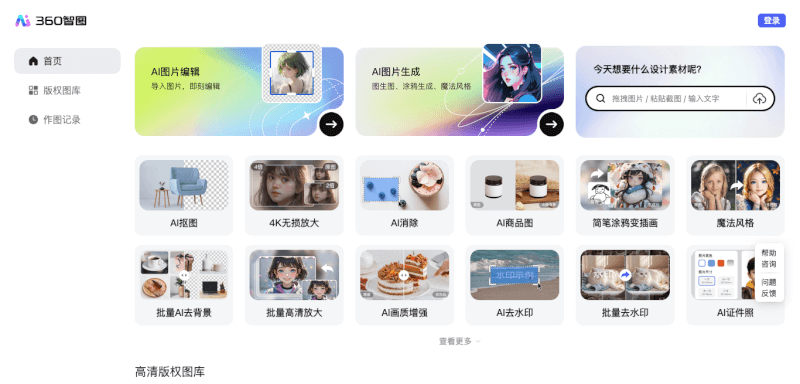 360智图
登录
首页
版权图库
作图记录
AI图片编辑
导入图片，即刻编辑
AI图片生成
图生图、涂鸦生成、魔法风格
今天想要什么设计素材呢?
拖拽图片 / 粘贴截图 / 输入文字
AI抠图
4倍
2倍
4K无损放大
AI消除
AI商品图
简笔涂鸦变插画
魔法风格
批量AI去背景
批量高清放大
AI画质增强
水印示例
AI去水印
批量去水印
AI证件照
帮助
咨询
问题
反馈
查看更多
高清版权图库